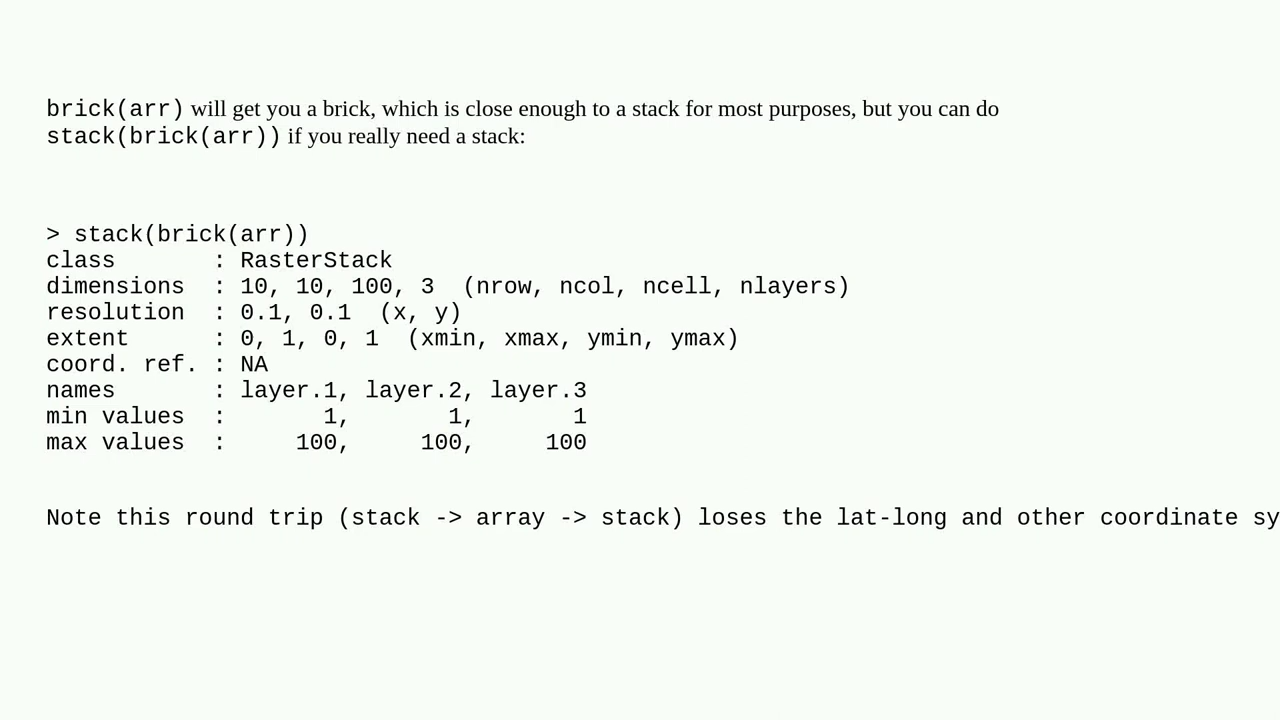 brick(arr) will get you a brick, which is close enough to a stack for most purposes, but you can do
stack(brick(arr)) if you really need a stack:
> stack(brick(arr))
class       : RasterStack
dimensions  : 10, 10, 100, 3  (nrow, ncol, ncell, nlayers)
resolution  : 0.1, 0.1  (x, y)
extent      : 0, 1, 0, 1  (xmin, xmax, ymin, ymax)
coord. ref. : NA
names       : layer.1, layer.2, layer.3
min values  :       1,       1,       1
max values  :     100,     100,     100
Note this round trip (stack -> array -> stack) loses the lat-long and other coordinate